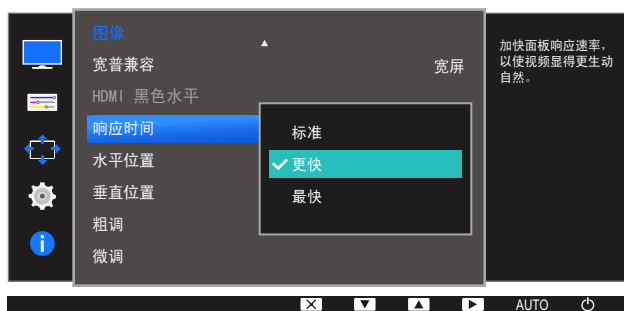 图像
宽普兼容 宽屏
HDMI 黑色水平
响应时间
水平位置
垂直位置
粗调
微调
标准
更快
最快
加快面板响应速率，
以使视频显得更生动
自然。
AUTO